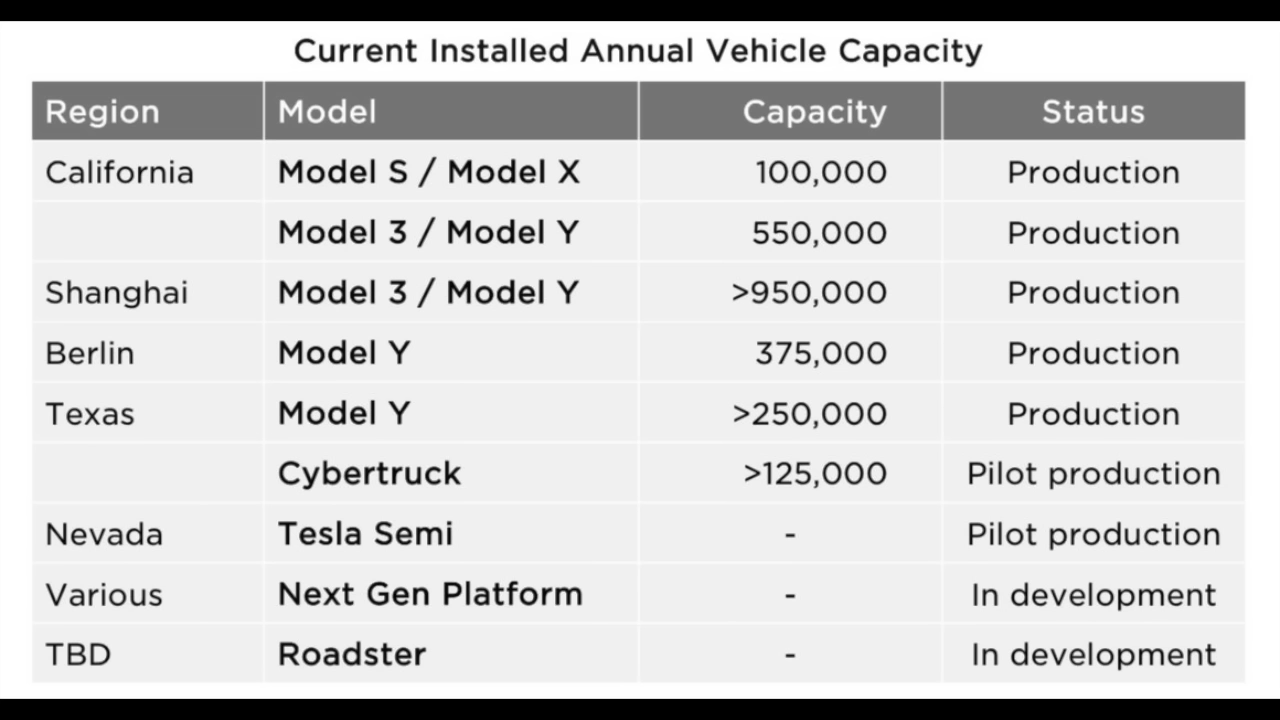 Current Installed Annual Vehicle Capacity
Region Model Capacity Status
California Model S / Model X 100,000 Production
Model 3 / Model Y 550,000 Production
Shanghai Model 3 / Model Y >950,000 Production
Berlin Model Y 375,000 Production
Texas Model Y >250,000 Production
Cybertruck >125,000 Pilot production
Nevada Tesla Semi - Pilot production
Various Next Gen Platform - In development
TBD Roadster - In development